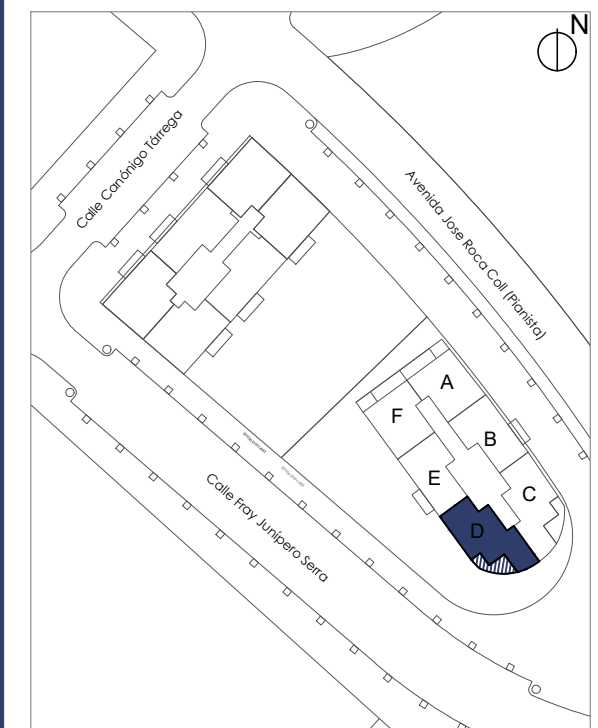 N
Calle Canónigo Tárrega
Avenida Jose Roca Coll (Pianista)
A
F
B
E
C
D
Calle Fray Junípero Serra